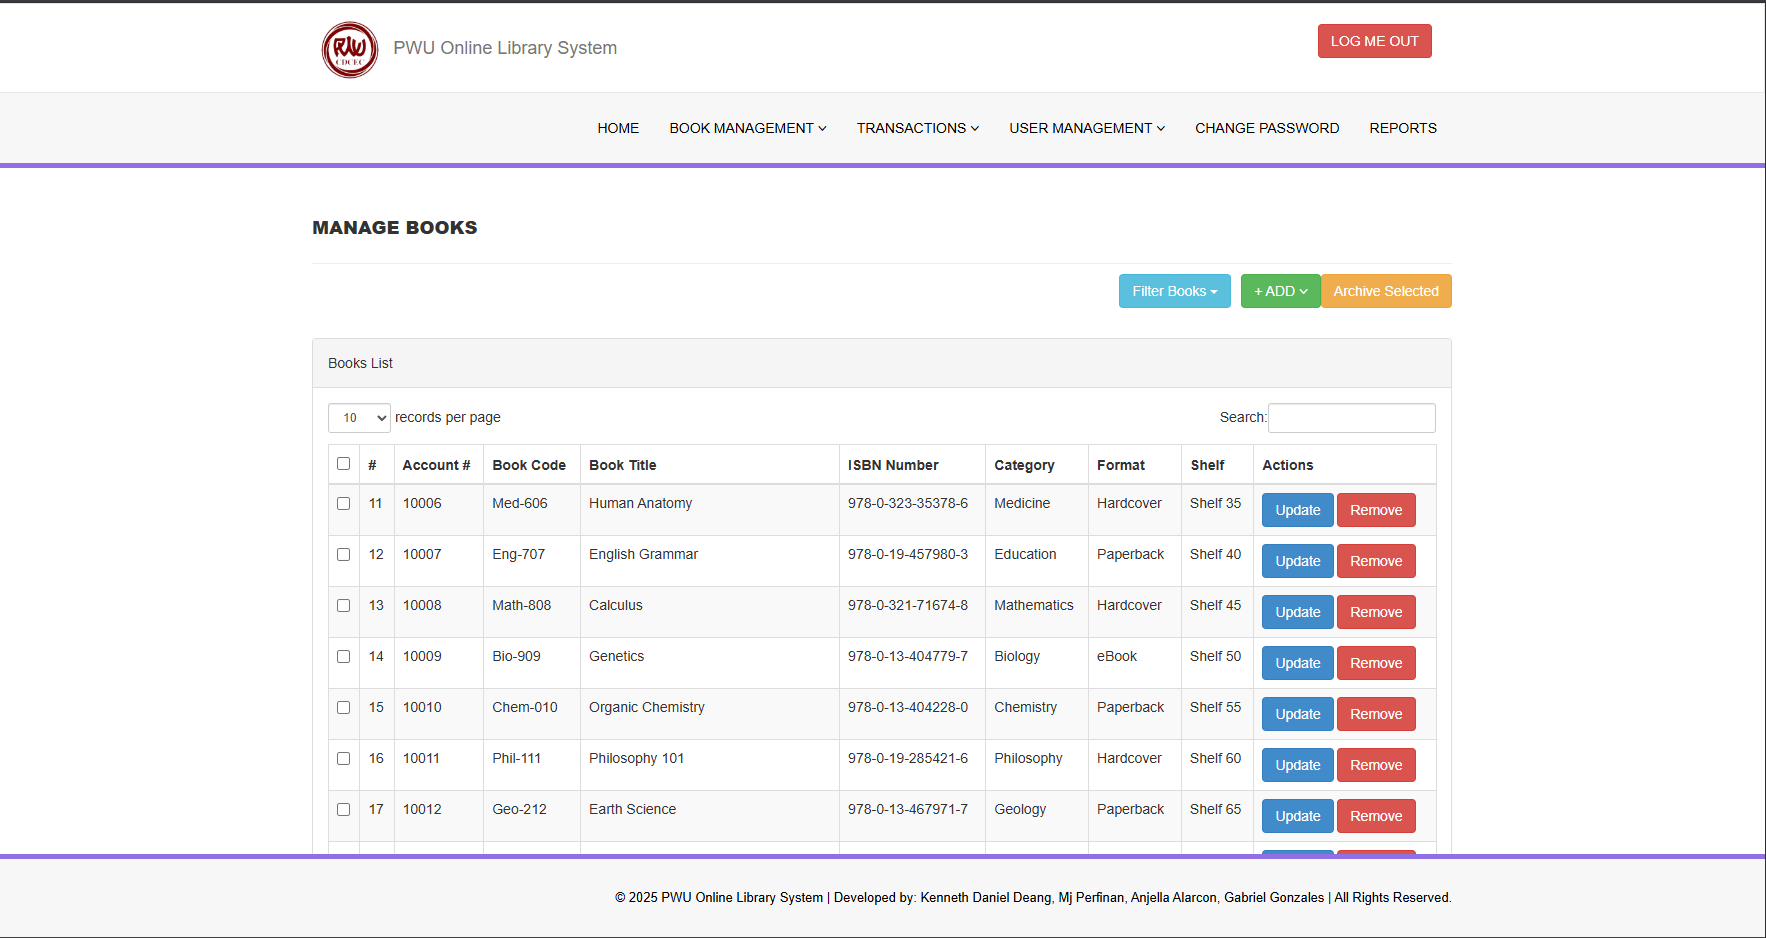 PWU CDCEC PWU Online Library System LOG ME OUT
HOME BOOK MANAGEMENT TRANSACTIONS USER MANAGEMENT CHANGE PASSWORD REPORTS
MANAGE BOOKS
Filter Books + ADD Archive Selected
Books List
10 records per page Search:
# Account # Book Code Book Title ISBN Number Category Format Shelf Actions
11 10006 Med-606 Human Anatomy 978-0-323-35378-6 Medicine Hardcover Shelf 35 Update Remove
12 10007 Eng-707 English Grammar 978-0-19-457980-3 Education Paperback Shelf 40 Update Remove
13 10008 Math-808 Calculus 978-0-321-71674-8 Mathematics Hardcover Shelf 45 Update Remove
14 10009 Bio-909 Genetics 978-0-13-404779-7 Biology eBook Shelf 50 Update Remove
15 10010 Chem-010 Organic Chemistry 978-0-13-404228-0 Chemistry Paperback Shelf 55 Update Remove
16 10011 Phil-111 Philosophy 101 978-0-19-285421-6 Philosophy Hardcover Shelf 60 Update Remove
17 10012 Geo-212 Earth Science 978-0-13-467971-7 Geology Paperback Shelf 65 Update Remove
© 2025 PWU Online Library System | Developed by: Kenneth Daniel Deang, Mj Perfinan, Anjella Alarcon, Gabriel Gonzales | All Rights Reserved.